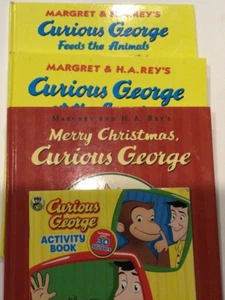 MARGRET & H.A.REY'S
Curious George
Feeds the Animals
MARGRET & H.A.REY'S
Curious George
MARGRET AND H. A. REY'S
Merry Christmas,
Curious George
Curious
George
ACTIVITY
BOOK
30